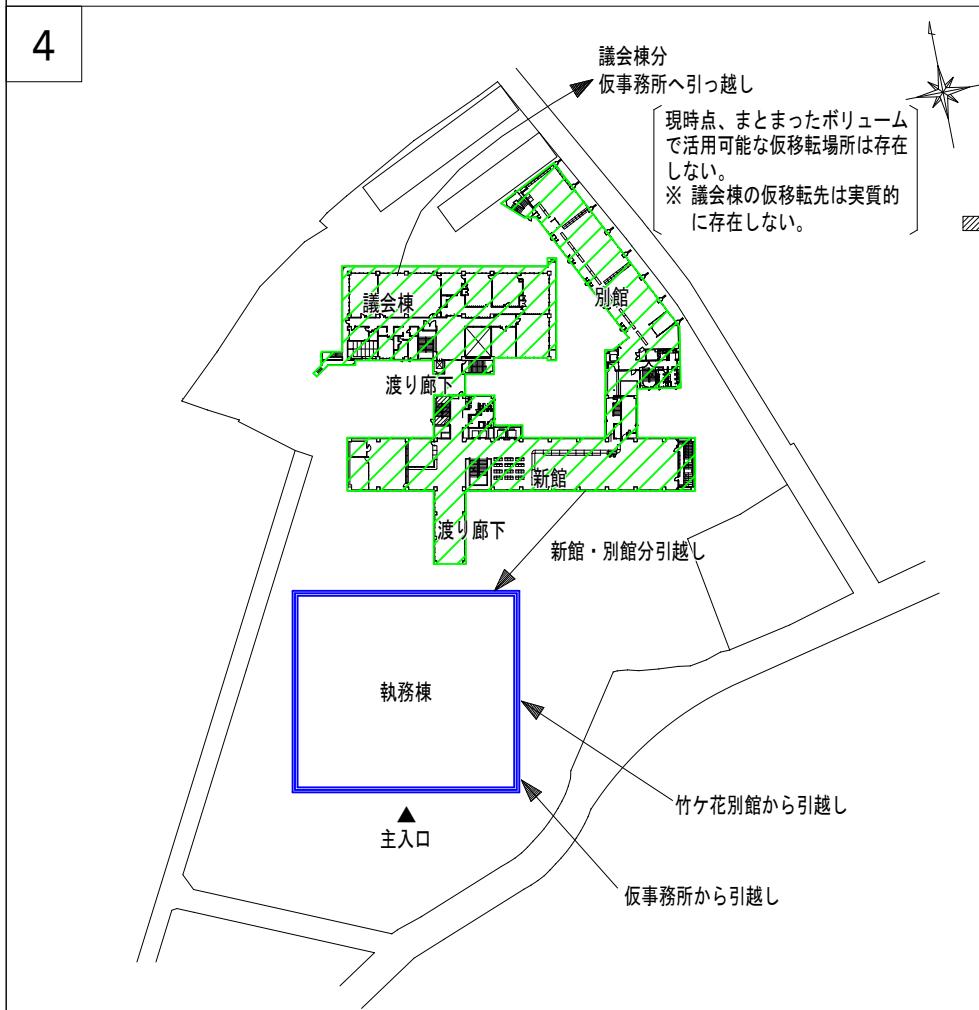 4
議会棟分
仮事務所へ引っ越し
現時点、まとまったボリューム
で活用可能な仮移転場所は存在
しない。
※ 議会棟の仮移転先は実質的
に存在しない。
別館
議会棟
渡り廊下
新館
渡り廊下
新館・別館分引越し
執務棟
竹ケ花別館から引越し
主入口
仮事務所から引越し